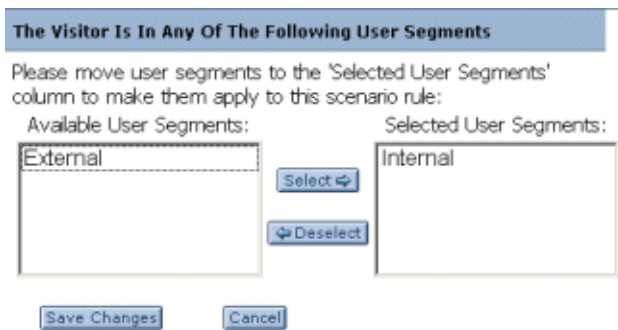 The Visitor Is In Any Of The Following User Segments
Please move user segments to the 'Selected User Segments'
column to make them apply to this scenario rule:
Available User Segments: Selected User Segments:
External Internal
Select
Deselect
Save Changes Cancel